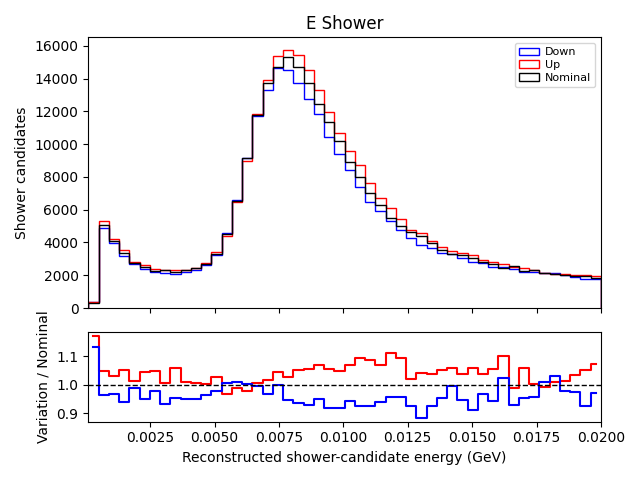 E Shower
Shower candidates
16000
14000
12000
10000
8000
6000
4000
2000
0
Down
Up
Nominal
Variation / Nominal
1.1
1.0
0.9
0.0025
0.0050
0.0075
0.0100
0.0125
0.0150
0.0175
0.0200
Reconstructed shower-candidate energy (GeV)